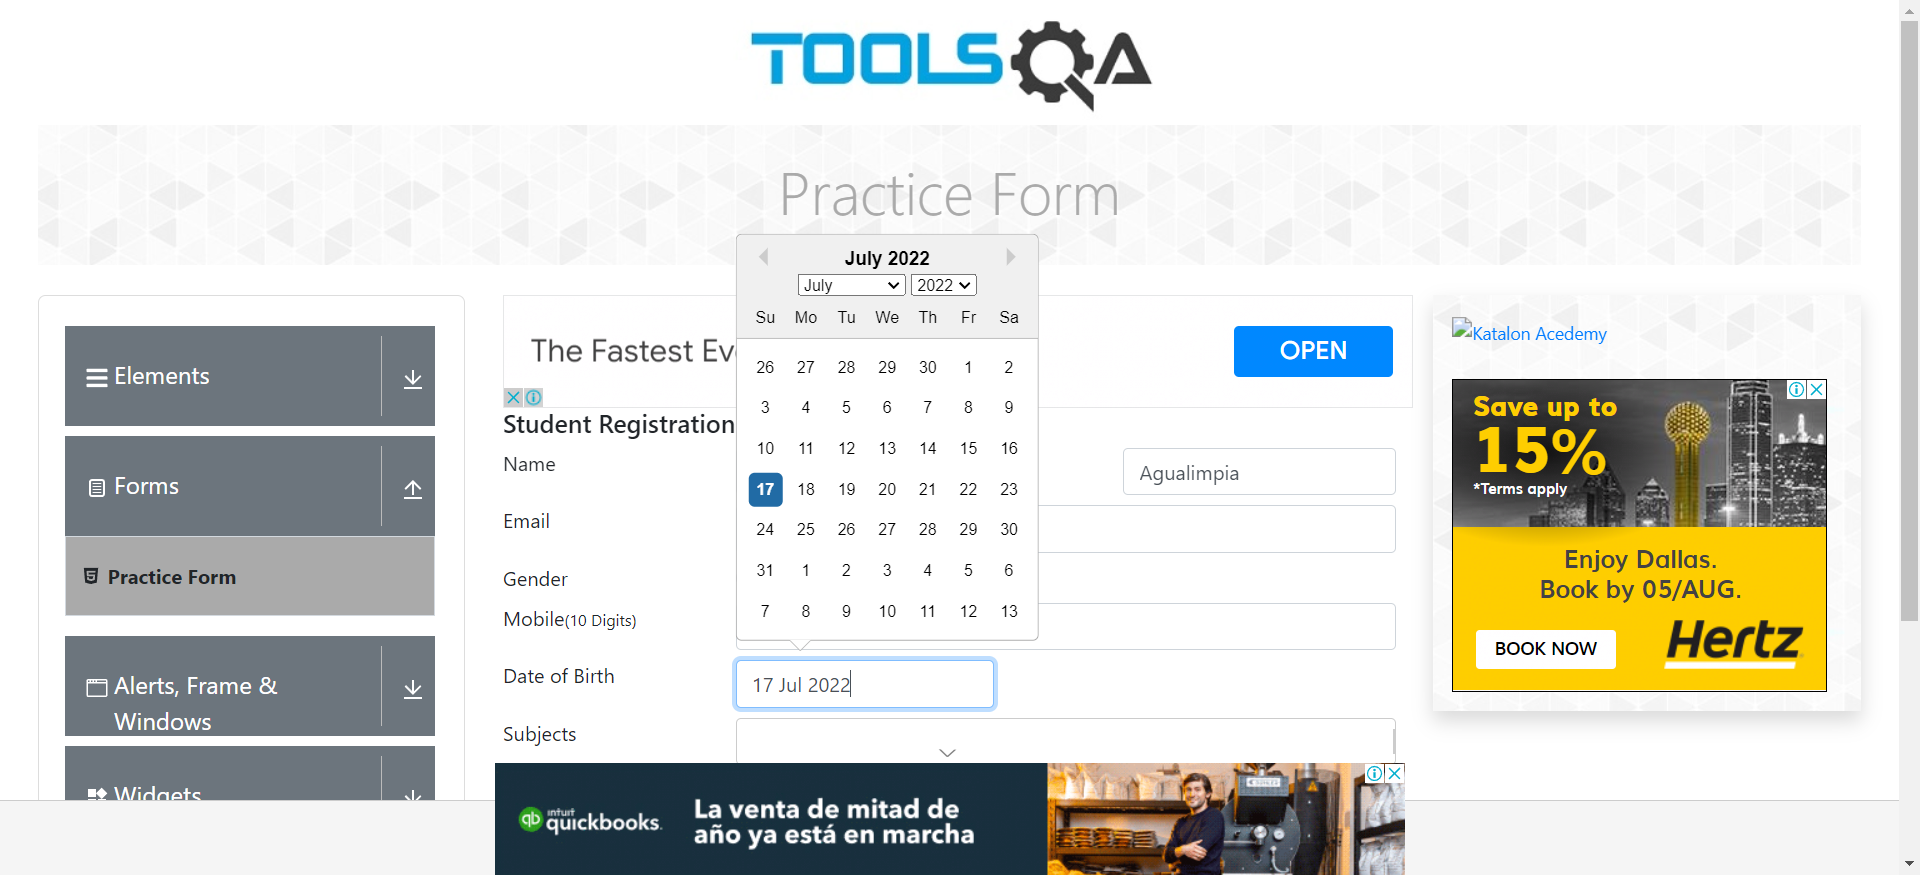 TOOLSQA
Practice Form
July 2022
July 2022
Su Mo Tu We Th Fr Sa
26 27 28 29 30 1 2
3 4 5 6 7 8 9
10 11 12 13 14 15 16
17 18 19 20 21 22 23
24 25 26 27 28 29 30
31 1 2 3 4 5 6
7 8 9 10 11 12 13
Elements
Forms
Practice Form
Alerts, Frame &
Windows
Widgets
The Fastest Ev
OPEN
Student Registration
Name
Agualimpia
Email
Gender
Mobile(10 Digits)
Date of Birth
17 Jul 2022
Subjects
Katalon Acedemy
Save up to
15%
*Terms apply
Enjoy Dallas.
Book by 05/AUG.
BOOK NOW
Hertz
intuit
quickbooks.
La venta de mitad de
año ya está en marcha